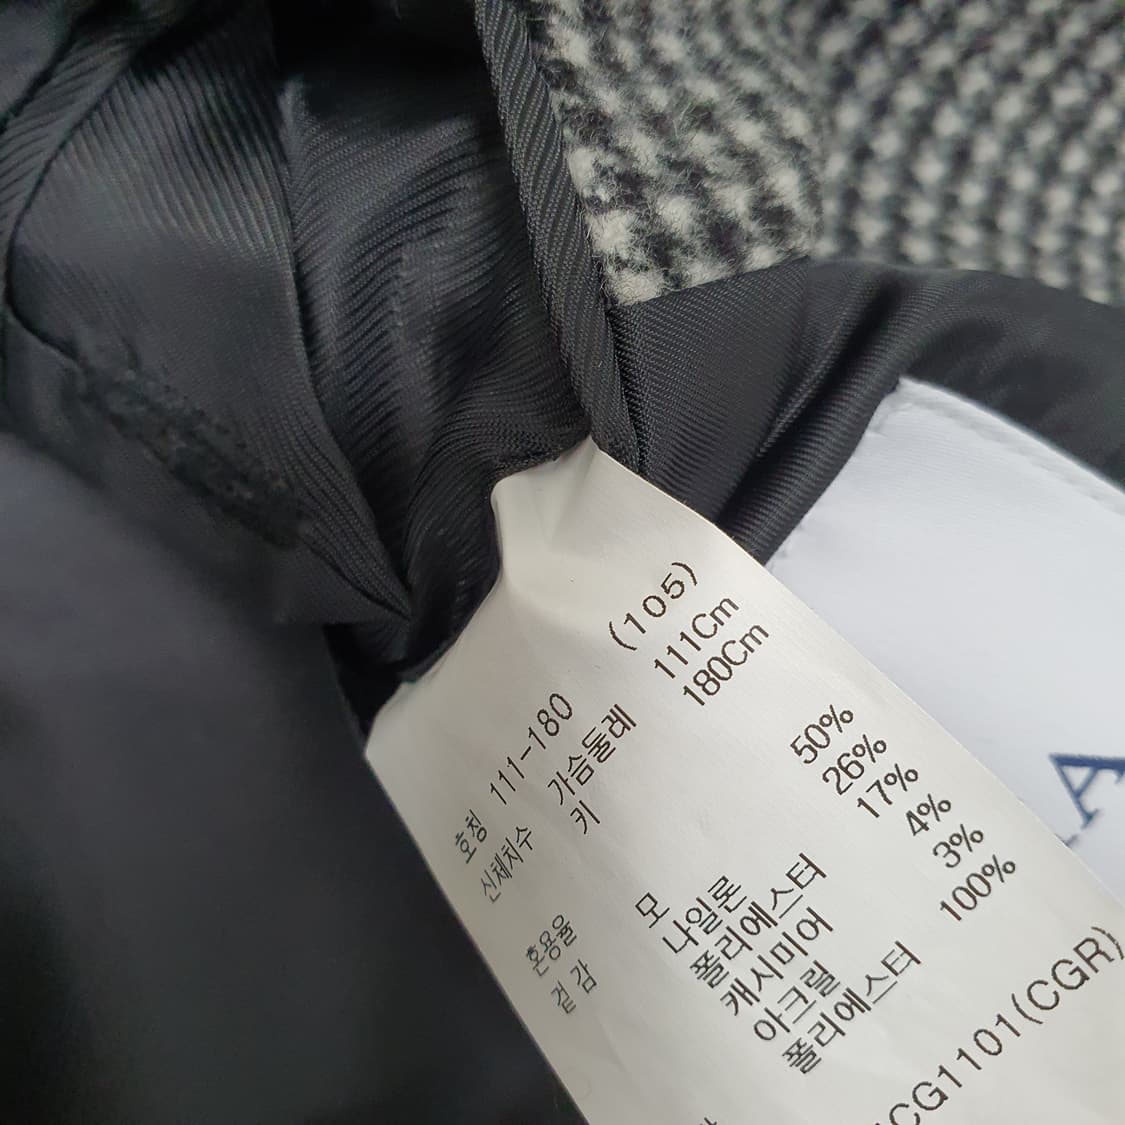 호칭 111-180 (105)
신체치수 가슴둘레 111Cm
키 180Cm
혼용율 모 50%
겉감 나일론 26%
폴리에스터 17%
캐시미어 4%
아크릴 3%
폴리에스터 100%
CG1101(CGR)
A